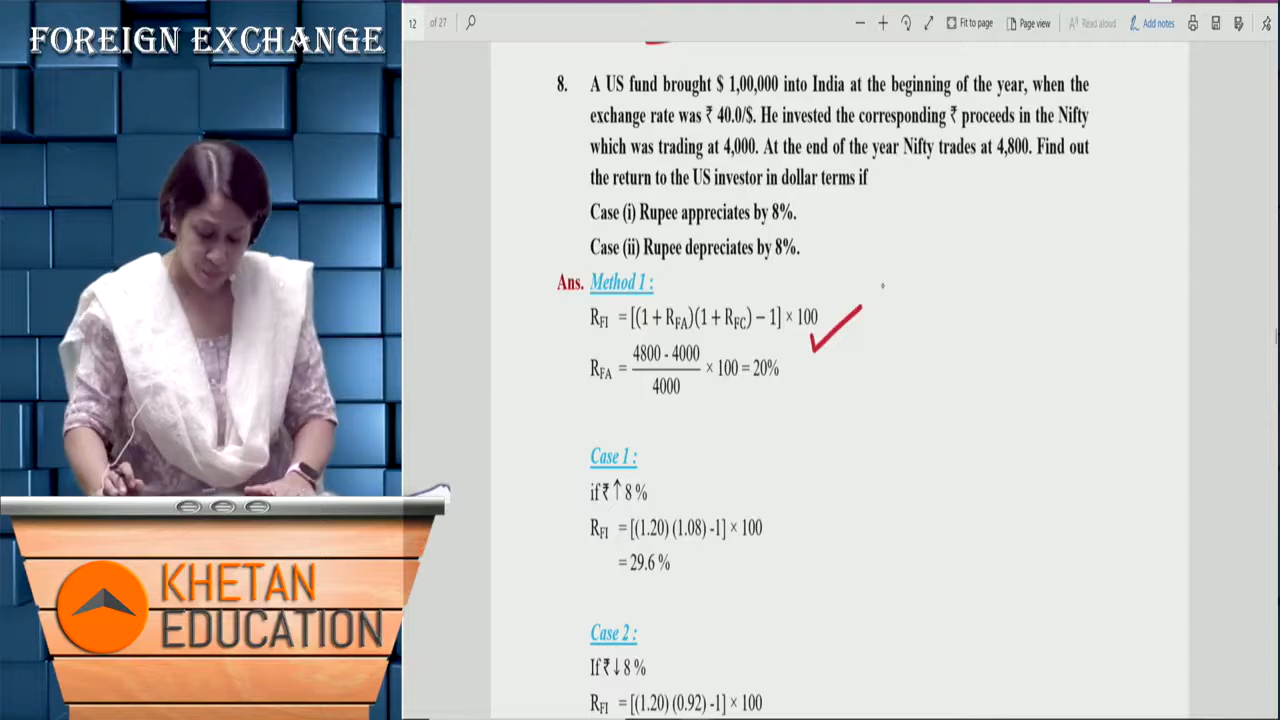 FOREIGN EXCHANGE
12 of 27
Fit to page
Page view
Read aloud
Add notes
8. A US fund brought $ 1,00,000 into India at the beginning of the year, when the
exchange rate was ₹ 40.0/$. He invested the corresponding ₹ proceeds in the Nifty
which was trading at 4,000. At the end of the year Nifty trades at 4,800. Find out
the return to the US investor in dollar terms if
Case (i) Rupee appreciates by 8%.
Case (ii) Rupee depreciates by 8%.
Ans. Method 1 :
RFI = [(1 + RFA)(1 + RFC) − 1] × 100
RFA = 4800 - 4000 / 4000 × 100 = 20%
Case 1 :
if ₹ ↑ 8 %
RFI = [(1.20) (1.08) -1] × 100
= 29.6 %
Case 2 :
If ₹ ↓ 8 %
RFI = [(1.20) (0.92) -1] × 100
KHETAN
EDUCATION